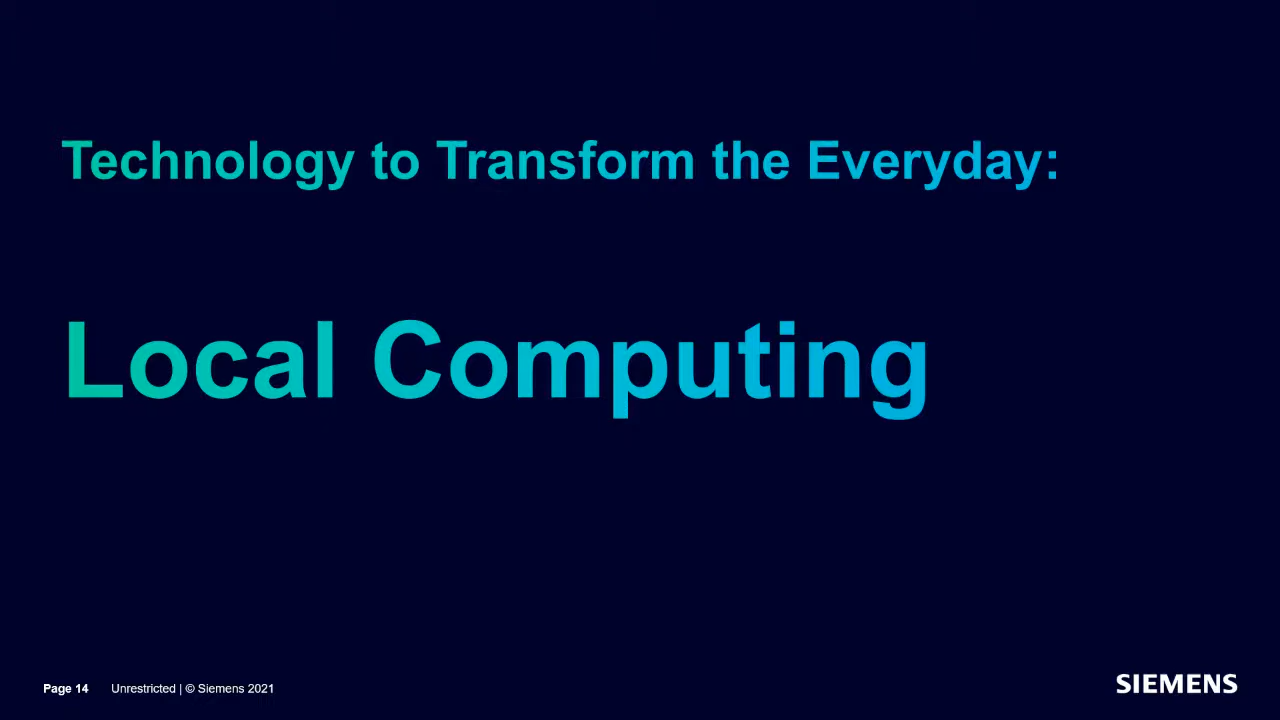 Technology to Transform the Everyday:
Local Computing
Page 14 Unrestricted | © Siemens 2021
SIEMENS